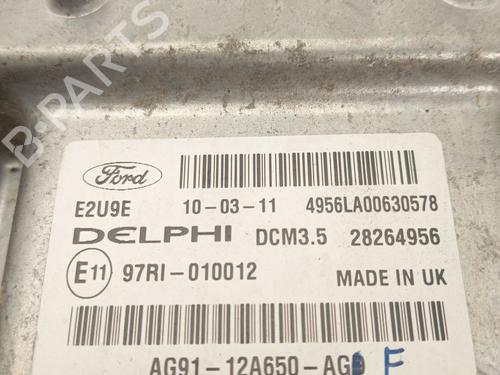 B-Parts
Ford
E2U9E 10-03-11 4956LA00630578
DELPHI DCM3.5 28264956
E11 97RI-010012 MADE IN UK
AG91-12A650-AG F